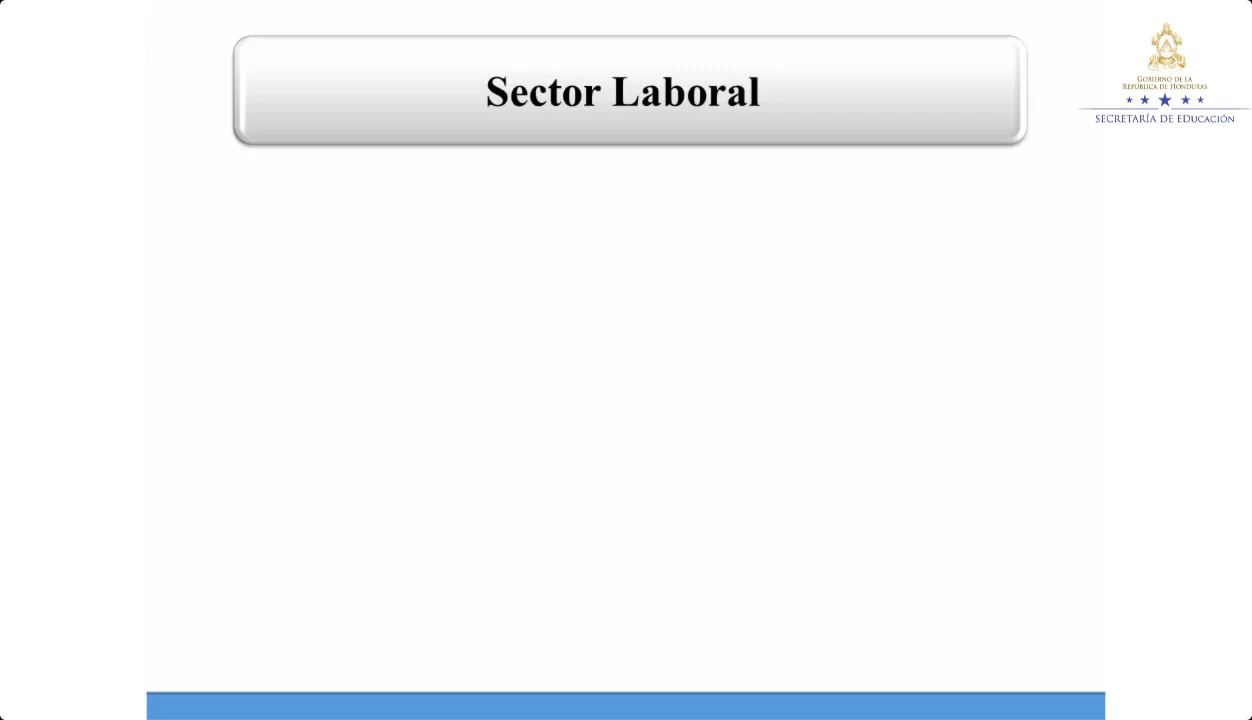 Sector Laboral
GOBIERNO DE LA
REPÚBLICA DE HONDURAS
SECRETARÍA DE EDUCACIÓN